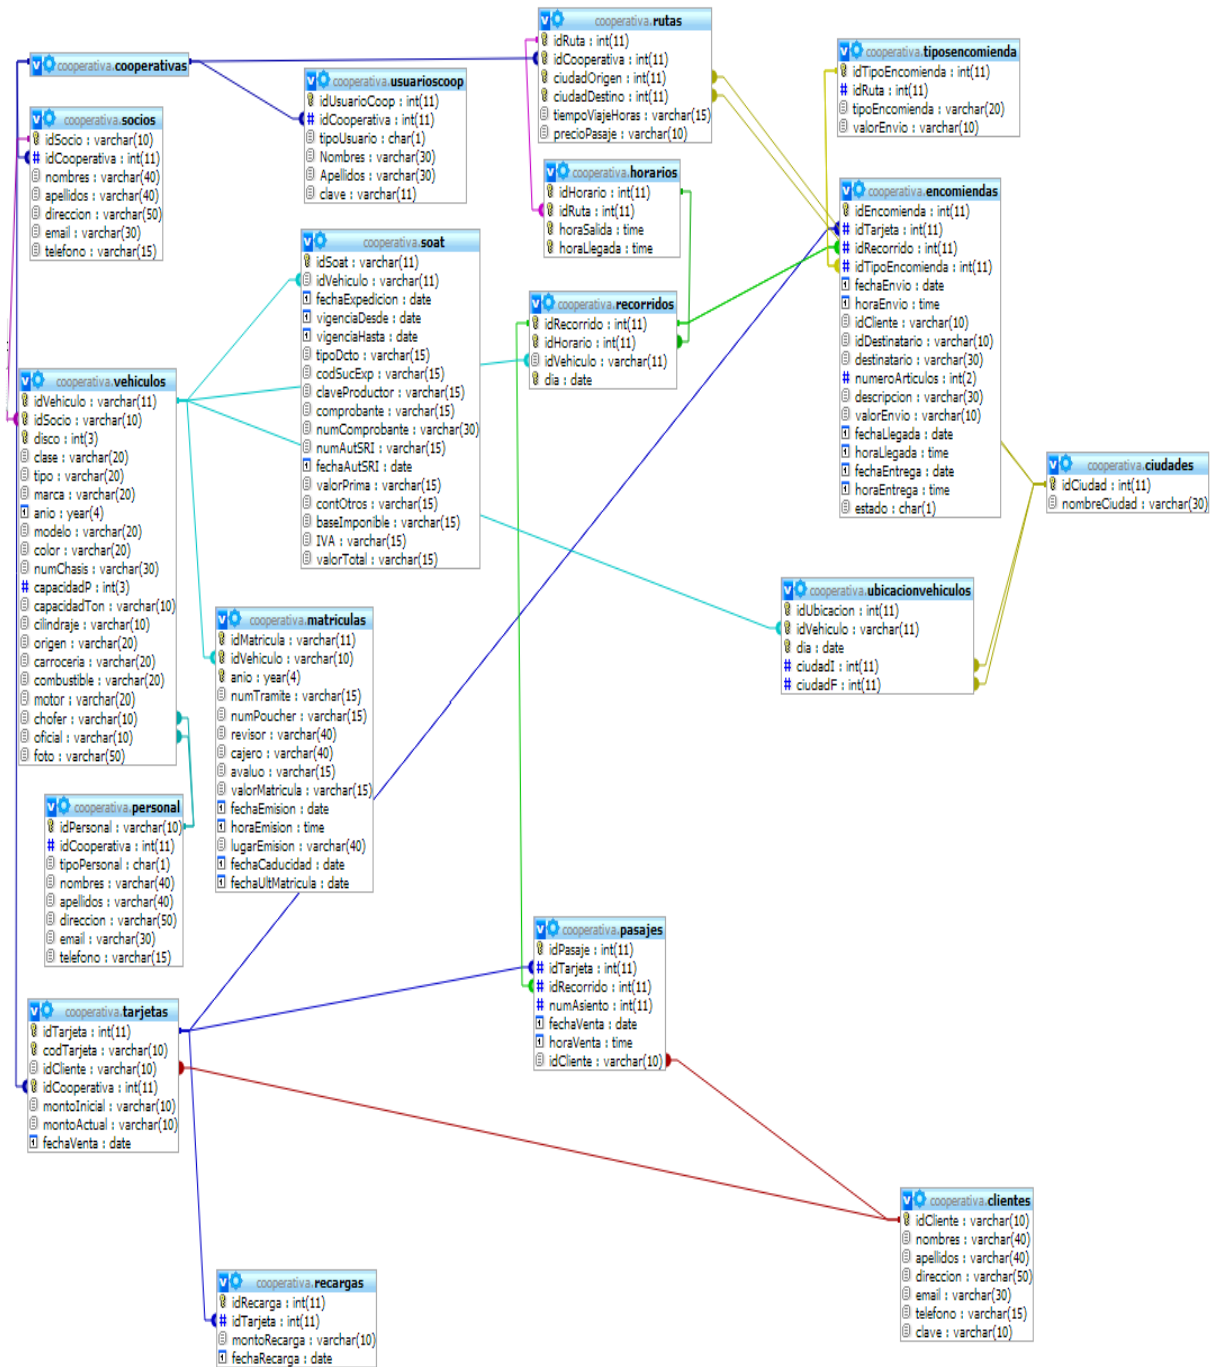 cooperativa.cooperativas
cooperativa.socios
idSocio : varchar(10)
# idCooperativa : int(11)
nombres : varchar(40)
apellidos : varchar(40)
direccion : varchar(50)
email : varchar(30)
telefono : varchar(15)
cooperativa.usuarioscoop
idUsuarioCoop : int(11)
# idCooperativa : int(11)
tipoUsuario : char(1)
Nombres : varchar(30)
Apellidos : varchar(30)
clave : varchar(11)
cooperativa.rutas
idRuta : int(11)
idCooperativa : int(11)
ciudadOrigen : int(11)
ciudadDestino : int(11)
tiempoViajeHoras : varchar(15)
precioPasaje : varchar(10)
cooperativa.tiposencomienda
idTipoEncomienda : int(11)
# idRuta : int(11)
tipoEncomienda : varchar(20)
valorEnvio : varchar(10)
cooperativa.horarios
idHorario : int(11)
idRuta : int(11)
horaSalida : time
horaLlegada : time
cooperativa.encomiendas
idEncomienda : int(11)
# idTarjeta : int(11)
# idRecorrido : int(11)
# idTipoEncomienda : int(11)
fechaEnvio : date
horaEnvio : time
idCliente : varchar(10)
idDestinatario : varchar(10)
destinatario : varchar(30)
# numeroArticulos : int(2)
descripcion : varchar(30)
valorEnvio : varchar(10)
fechaLlegada : date
horaLlegada : time
fechaEntrega : date
horaEntrega : time
estado : char(1)
cooperativa.soat
idSoat : varchar(11)
idVehiculo : varchar(11)
fechaExpedicion : date
vigenciaDesde : date
vigenciaHasta : date
tipoDcto : varchar(15)
codSucExp : varchar(15)
claveProductor : varchar(15)
comprobante : varchar(15)
numComprobante : varchar(30)
numAutSRI : varchar(15)
fechaAutSRI : date
valorPrima : varchar(15)
contOtros : varchar(15)
baseImponible : varchar(15)
IVA : varchar(15)
valorTotal : varchar(15)
cooperativa.recorridos
idRecorrido : int(11)
idHorario : int(11)
idVehiculo : varchar(11)
dia : date
cooperativa.vehiculos
idVehiculo : varchar(11)
idSocio : varchar(10)
disco : int(3)
clase : varchar(20)
tipo : varchar(20)
marca : varchar(20)
anio : year(4)
modelo : varchar(20)
color : varchar(20)
numChasis : varchar(30)
# capacidadP : int(3)
capacidadTon : varchar(10)
cilindraje : varchar(10)
origen : varchar(20)
carroceria : varchar(20)
combustible : varchar(20)
motor : varchar(20)
chofer : varchar(10)
oficial : varchar(10)
foto : varchar(50)
cooperativa.ciudades
idCiudad : int(11)
nombreCiudad : varchar(30)
cooperativa.ubicacionvehiculos
idUbicacion : int(11)
idVehiculo : varchar(11)
dia : date
# ciudadI : int(11)
# ciudadF : int(11)
cooperativa.matriculas
idMatricula : varchar(11)
idVehiculo : varchar(10)
anio : year(4)
numTramite : varchar(15)
numPoucher : varchar(15)
revisor : varchar(40)
cajero : varchar(40)
avaluo : varchar(15)
valorMatricula : varchar(15)
fechaEmision : date
horaEmision : time
lugarEmision : varchar(40)
fechaCaducidad : date
fechaUltMatricula : date
cooperativa.personal
idPersonal : varchar(10)
# idCooperativa : int(11)
tipoPersonal : char(1)
nombres : varchar(40)
apellidos : varchar(40)
direccion : varchar(50)
email : varchar(30)
telefono : varchar(15)
cooperativa.pasajes
idPasaje : int(11)
# idTarjeta : int(11)
# idRecorrido : int(11)
# numAsiento : int(11)
fechaVenta : date
horaVenta : time
idCliente : varchar(10)
cooperativa.tarjetas
idTarjeta : int(11)
codTarjeta : varchar(10)
idCliente : varchar(10)
idCooperativa : int(11)
montoInicial : varchar(10)
montoActual : varchar(10)
fechaVenta : date
cooperativa.clientes
idCliente : varchar(10)
nombres : varchar(40)
apellidos : varchar(40)
direccion : varchar(50)
email : varchar(30)
telefono : varchar(15)
clave : varchar(10)
cooperativa.recargas
idRecarga : int(11)
# idTarjeta : int(11)
montoRecarga : varchar(10)
fechaRecarga : date